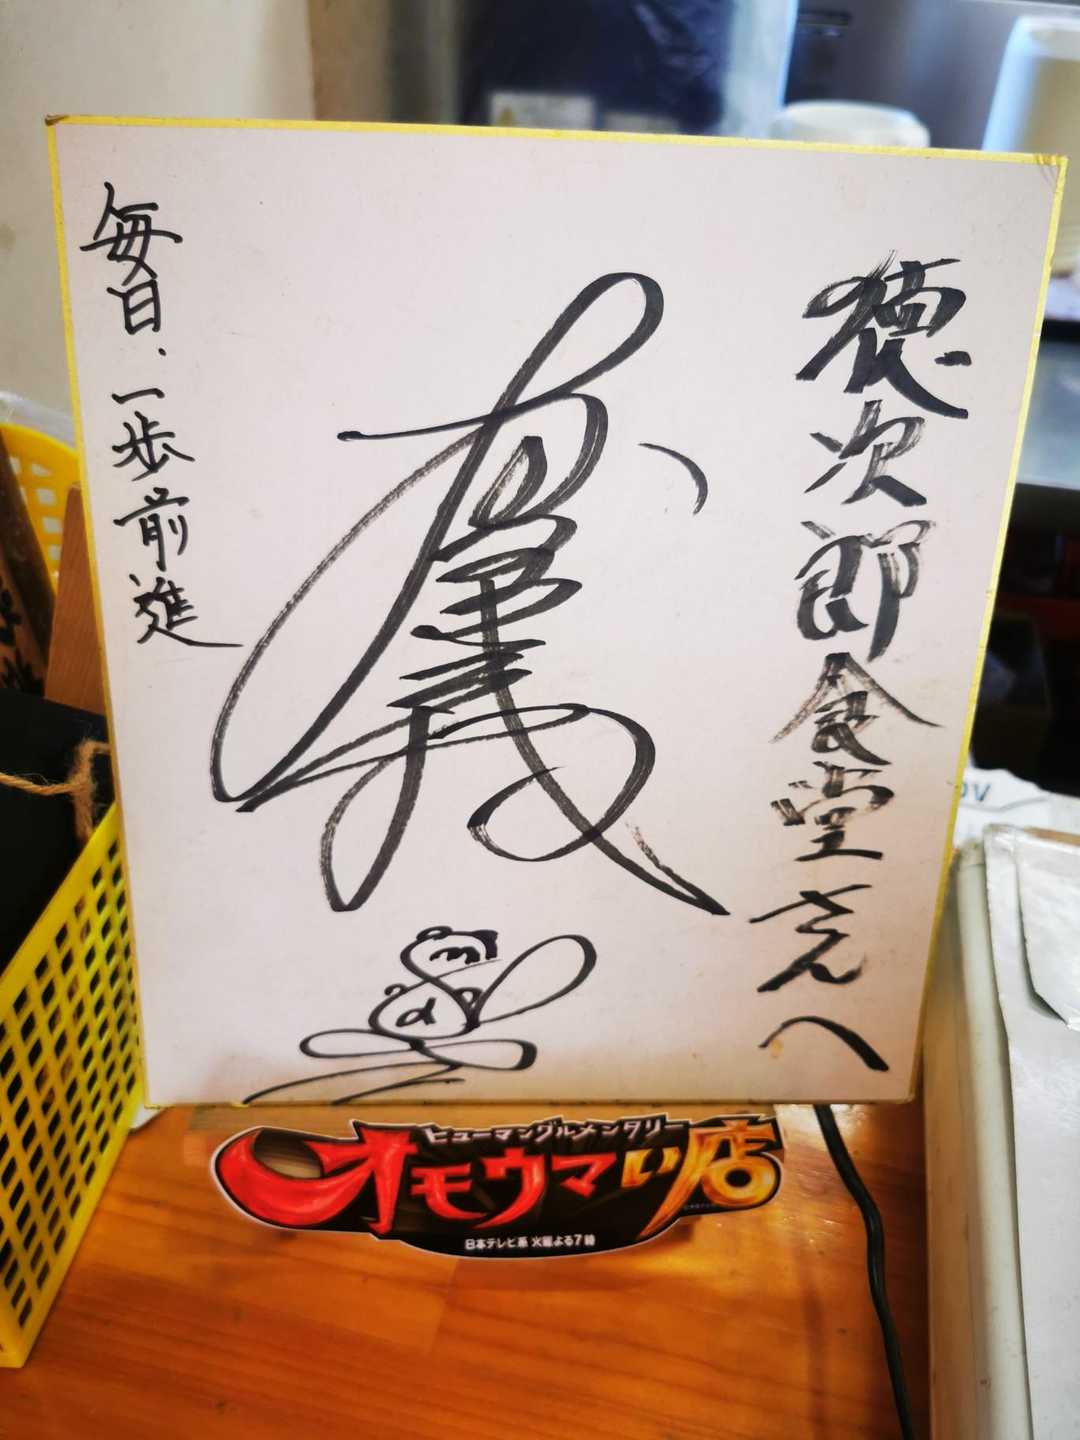 徳次郎食堂さんへ
毎日、一歩前進
ヒューマングルメンタリー
オモウマい店
日本テレビ系 火曜よる7時